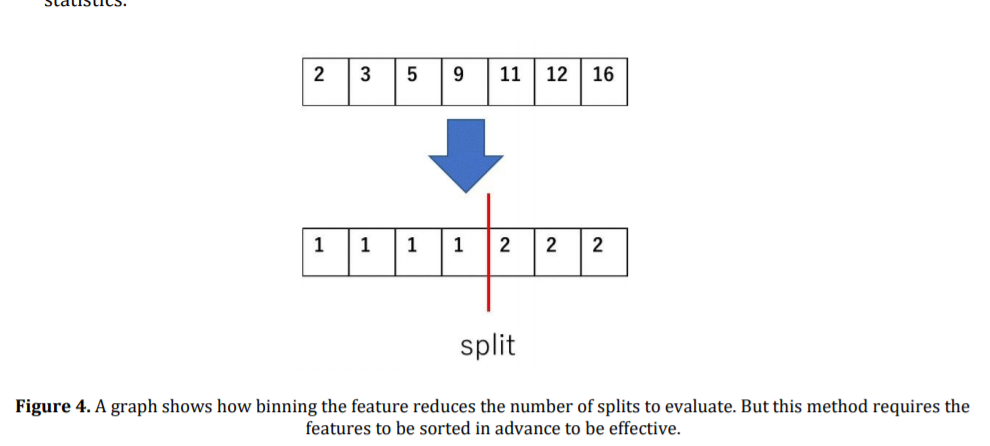 statistics.
2 3 5 9 11 12 16
1 1 1 1 2 2 2
split
Figure 4. A graph shows how binning the feature reduces the number of splits to evaluate. But this method requires the
features to be sorted in advance to be effective.